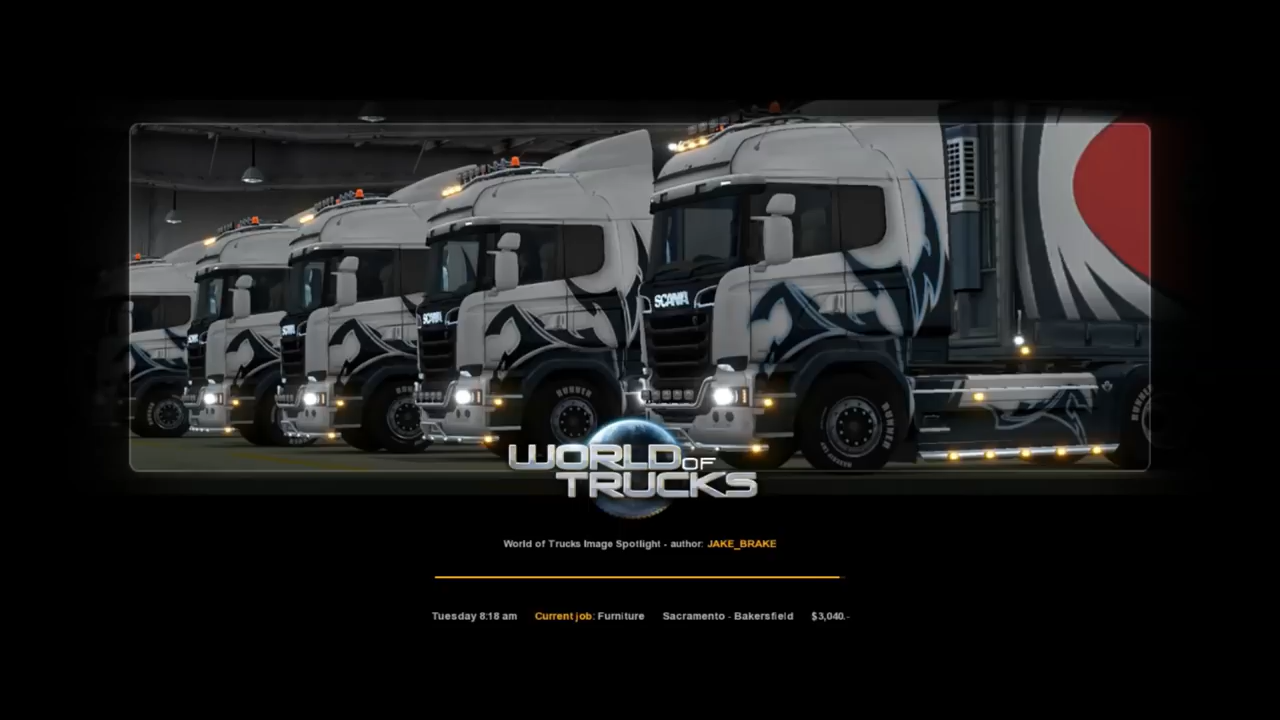 SCANIA
SCANIA
WORLD OF
TRUCKS
World of Trucks Image Spotlight - author: JAKE_BRAKE
Tuesday 8:18 am Current job: Furniture Sacramento - Bakersfield $3,040.-